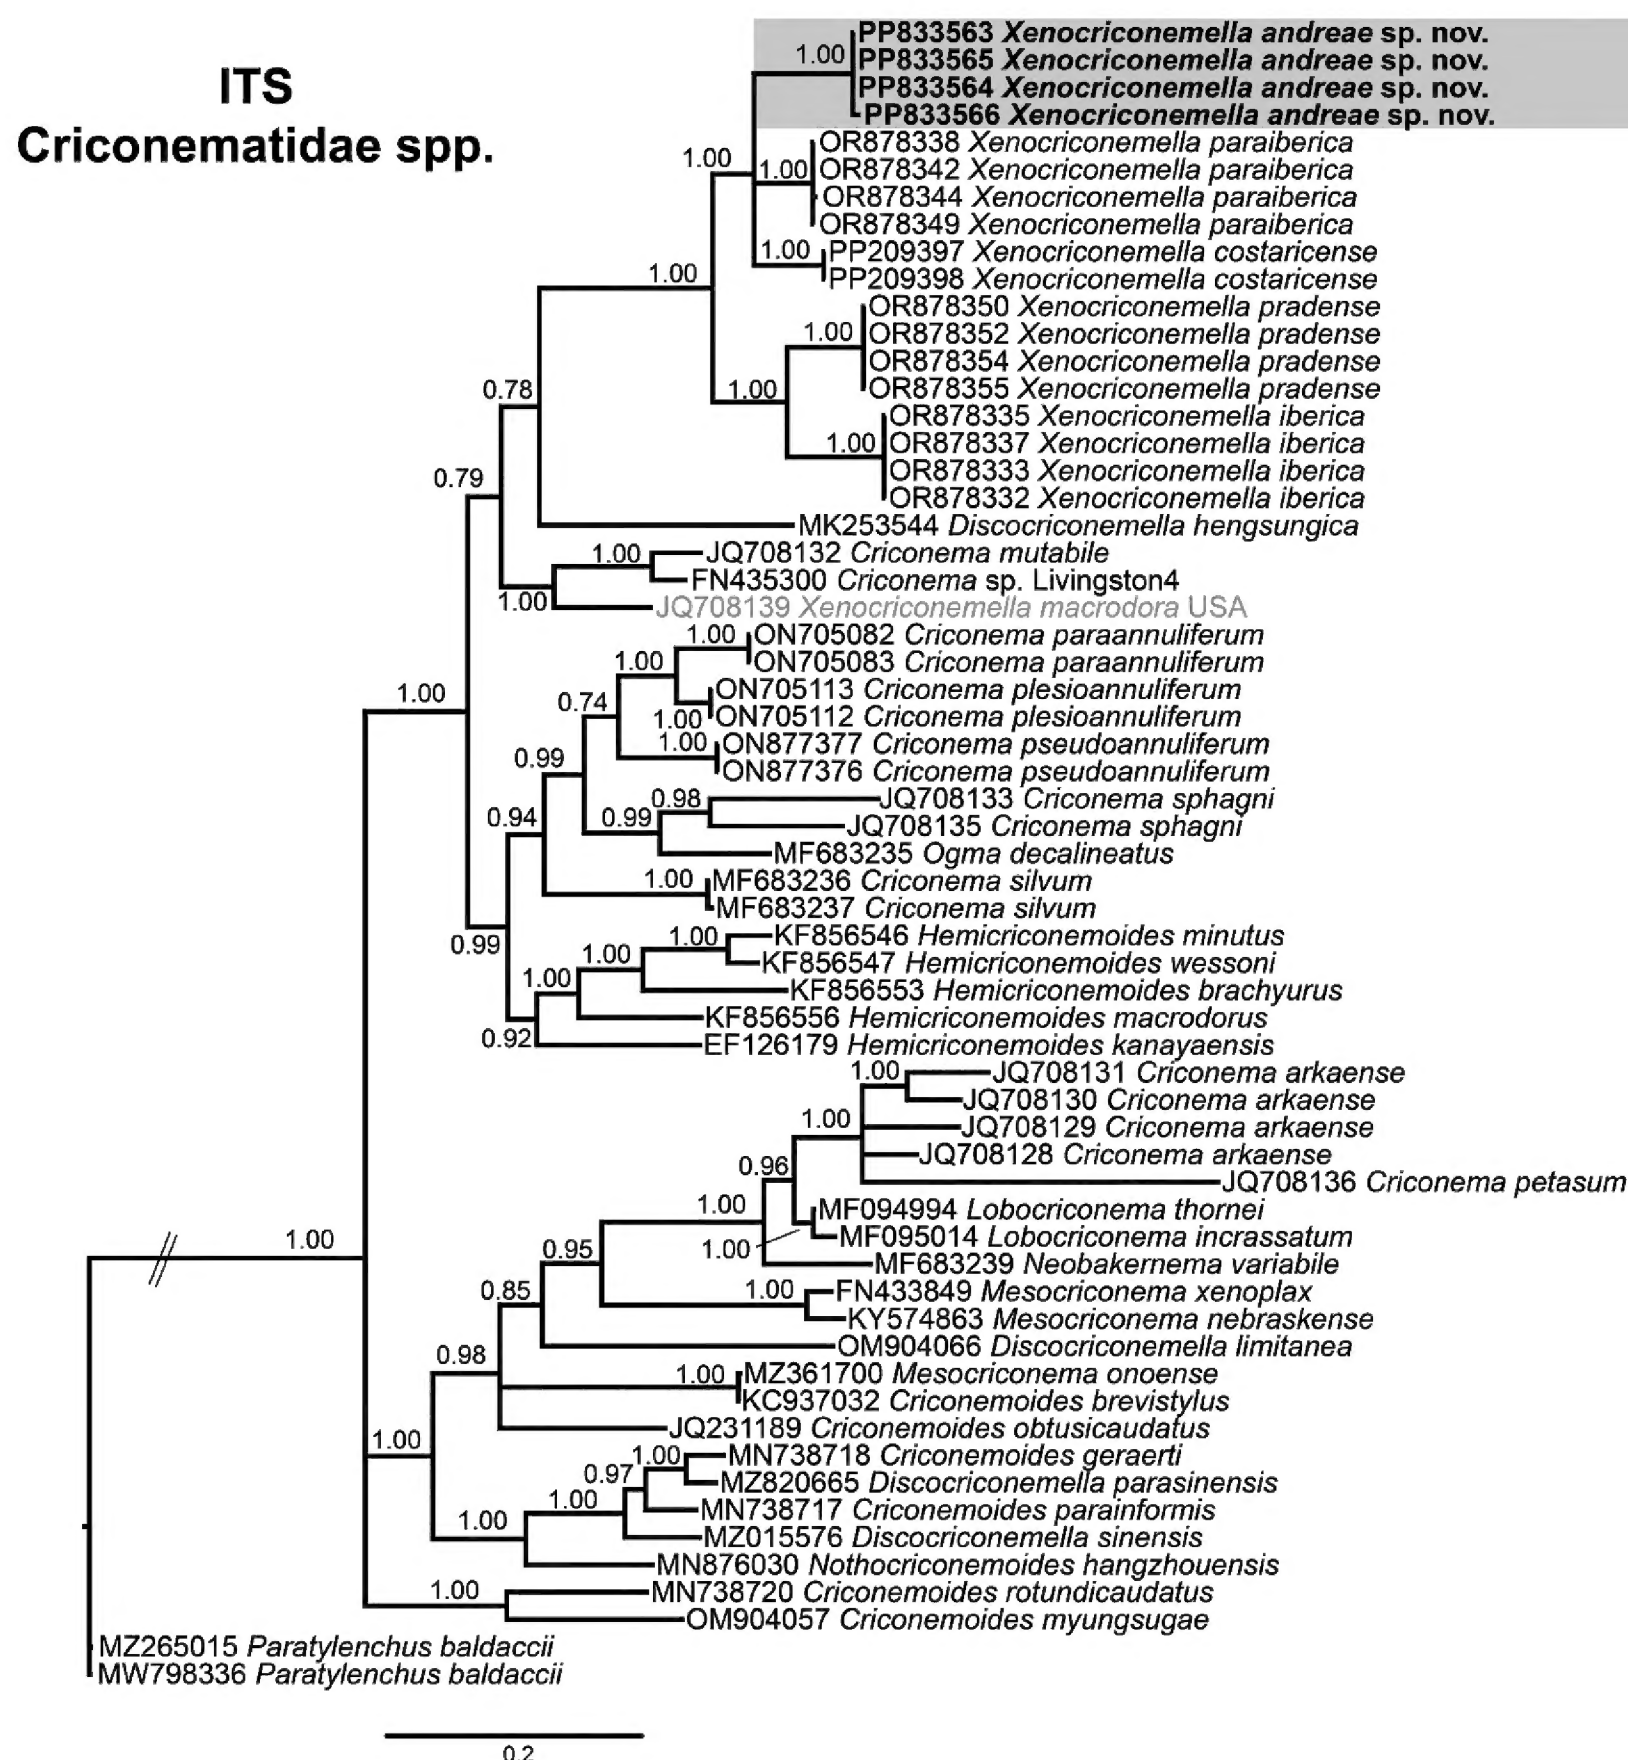 ITS
Criconematidae spp.
1.00
PP833563 Xenocriconemella andreae sp. nov.
PP833565 Xenocriconemella andreae sp. nov.
PP833564 Xenocriconemella andreae sp. nov.
PP833566 Xenocriconemella andreae sp. nov.
1.00
1.00
OR878338 Xenocriconemella paraiberica
OR878342 Xenocriconemella paraiberica
OR878344 Xenocriconemella paraiberica
OR878349 Xenocriconemella paraiberica
1.00
PP209397 Xenocriconemella costaricense
PP209398 Xenocriconemella costaricense
1.00
1.00
OR878350 Xenocriconemella pradense
OR878352 Xenocriconemella pradense
OR878354 Xenocriconemella pradense
OR878355 Xenocriconemella pradense
0.78
1.00
1.00
OR878335 Xenocriconemella iberica
OR878337 Xenocriconemella iberica
OR878333 Xenocriconemella iberica
OR878332 Xenocriconemella iberica
0.79
MK253544 Discocriconemella hengsungica
1.00
JQ708132 Criconema mutabile
FN435300 Criconema sp. Livingston4
1.00
JQ708139 Xenocriconemella macrodora USA
1.00
ON705082 Criconema paraannuliferum
ON705083 Criconema paraannuliferum
1.00
ON705113 Criconema plesioannuliferum
1.00
0.74
1.00
ON705112 Criconema plesioannuliferum
1.00
ON877377 Criconema pseudoannuliferum
ON877376 Criconema pseudoannuliferum
0.99
0.98
JQ708133 Criconema sphagni
0.94
0.99
JQ708135 Criconema sphagni
MF683235 Ogma decalineatus
1.00
MF683236 Criconema silvum
MF683237 Criconema silvum
0.99
1.00
KF856546 Hemicriconemoides minutus
1.00
KF856547 Hemicriconemoides wessoni
1.00
KF856553 Hemicriconemoides brachyurus
KF856556 Hemicriconemoides macrodorus
0.92
EF126179 Hemicriconemoides kanayaensis
1.00
JQ708131 Criconema arkaense
JQ708130 Criconema arkaense
1.00
JQ708129 Criconema arkaense
JQ708128 Criconema arkaense
0.96
JQ708136 Criconema petasum
1.00
MF094994 Lobocriconema thornei
1.00
MF095014 Lobocriconema incrassatum
1.00
0.95
MF683239 Neobakernema variabile
0.85
1.00
FN433849 Mesocriconema xenoplax
KY574863 Mesocriconema nebraskense
OM904066 Discocriconemella limitanea
0.98
1.00
MZ361700 Mesocriconema onoense
KC937032 Criconemoides brevistylus
JQ231189 Criconemoides obtusicaudatus
1.00
1.00
MN738718 Criconemoides geraerti
0.97
MZ820665 Discocriconemella parasinensis
1.00
MN738717 Criconemoides parainformis
1.00
MZ015576 Discocriconemella sinensis
MN876030 Nothocriconemoides hangzhouensis
1.00
MN738720 Criconemoides rotundicaudatus
OM904057 Criconemoides myungsugae
MZ265015 Paratylenchus baldaccii
MW798336 Paratylenchus baldaccii
0.2